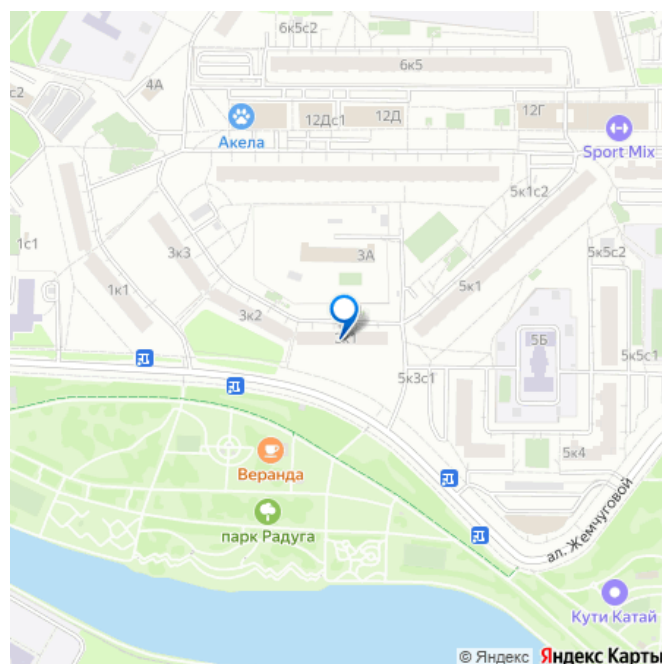 6к5с2
6к5
4А
с2
12Дс1
12Д
12Г
Акела
Sport Mix
5к1с2
1с1
3к3
3А
5к5с2
1к1
5к1
3к2
5Б
5к5с1
5к3с1
Веранда
5к4
парк Радуга
ал. Жемчуговой
Кути Катай
© Яндекс Яндекс Карты